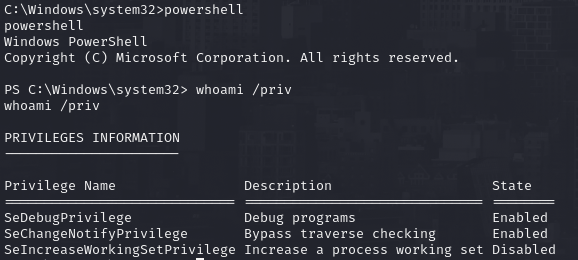 C:\Windows\system32>powershell
powershell
Windows PowerShell
Copyright (C) Microsoft Corporation. All rights reserved.
PS C:\Windows\system32> whoami /priv
whoami /priv
PRIVILEGES INFORMATION
----------------------
Privilege Name Description State
============================= ============================== ========
SeDebugPrivilege Debug programs Enabled
SeChangeNotifyPrivilege Bypass traverse checking Enabled
SeIncreaseWorkingSetPrivilege Increase a process working set Disabled